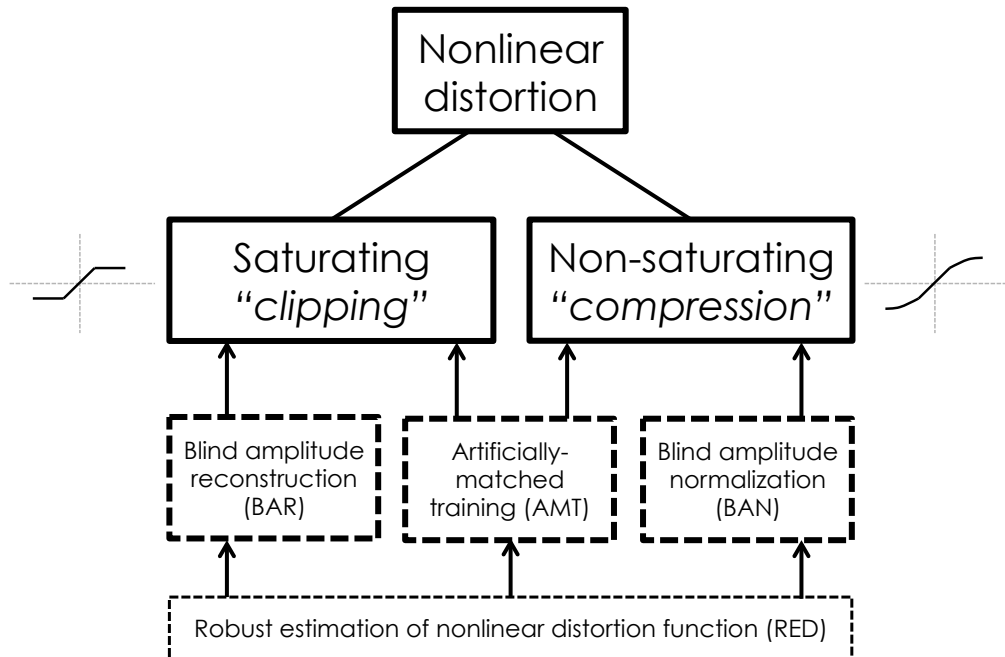 Nonlinear
distortion
Saturating
“clipping”
Non-saturating
“compression”
Blind amplitude
reconstruction
(BAR)
Artificially-
matched
training (AMT)
Blind amplitude
normalization
(BAN)
Robust estimation of nonlinear distortion function (RED)